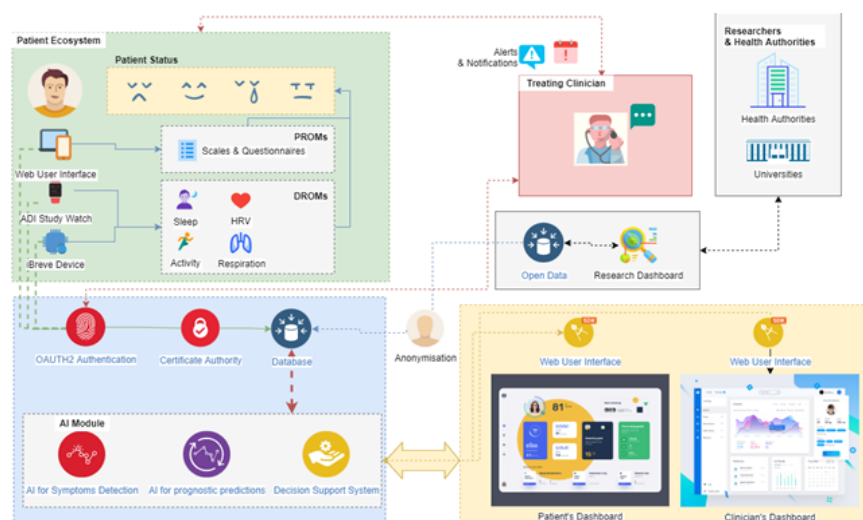 Patient Ecosystem
Patient Status
PROMs
Scales & Questionnaires
Web User Interface
DROMs
ADI Study Watch
Sleep
HRV
iBreve Device
Activity
Respiration
Alerts
& Notifications
Treating Clinician
Researchers
& Health Authorities
Health Authorities
Universities
Open Data
Research Dashboard
OAUTH2 Authentication
Certificate Authority
Database
Anonymisation
AI Module
AI for Symptoms Detection
AI for prognostic predictions
Decision Support System
SDK
Web User Interface
SDK
Web User Interface
81
Patient's Dashboard
Clinician's Dashboard